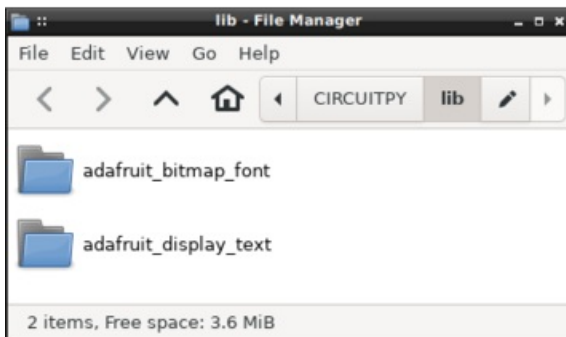 lib - File Manager
File Edit View Go Help
CIRCUITPY lib
adafruit_bitmap_font
adafruit_display_text
2 items, Free space: 3.6 MiB